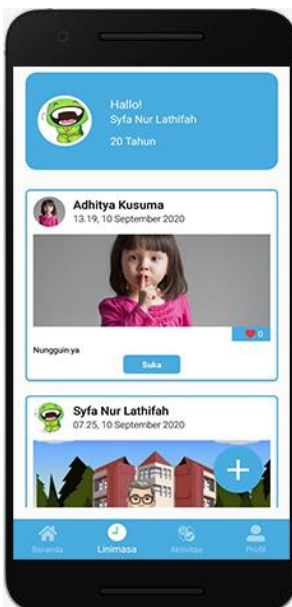 Hallo!
Syfa Nur Lathifah
20 Tahun
Adhitya Kusuma
13.19, 10 September 2020
0
Nungguin ya
Suka
Syfa Nur Lathifah
07.25, 10 September 2020
Beranda
Linimasa
Aktivitas
Profil